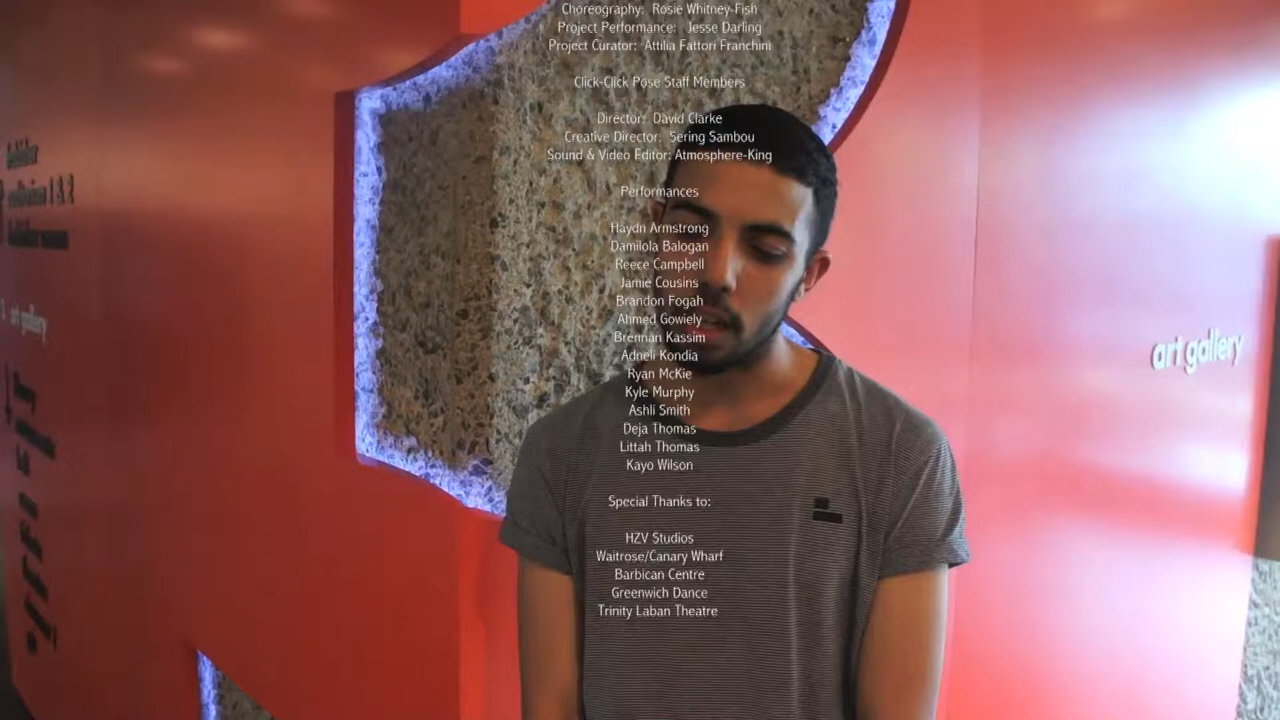 Choreography: Rosie Whitney-Fish
Project Performance: Jesse Darling
Project Curator: Attilia Fattori Franchini
Click-Click Pose Staff Members
Director: David Clarke
Creative Director: Sering Sambou
Sound & Video Editor: Atmosphere-King
Performances
Haydn Armstrong
Damilola Balogan
Reece Campbell
Jamie Cousins
Brandon Fogah
Ahmed Gowiely
Brennan Kassim
Adneli Kondia
Ryan McKie
Kyle Murphy
Ashli Smith
Deja Thomas
Littah Thomas
Kayo Wilson
Special Thanks to:
HZV Studios
Waitrose/Canary Wharf
Barbican Centre
Greenwich Dance
Trinity Laban Theatre
art gallery
art gallery